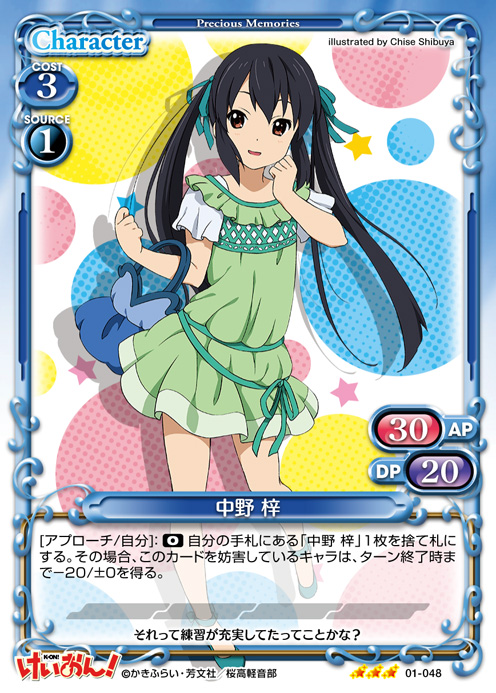 Precious Memories
Character
illustrated by Chise Shibuya
COST
3
SOURCE
1
30 AP
DP 20
中野 梓
[アプローチ/自分]:0 自分の手札にある「中野 梓」1枚を捨て札に
する。その場合、このカードを妨害しているキャラは、ターン終了時ま
で−20/±0を得る。
それって練習が充実してたってことかな?
K-ON!
けいおん!
©かきふらい・芳文社/桜高軽音部
01-048